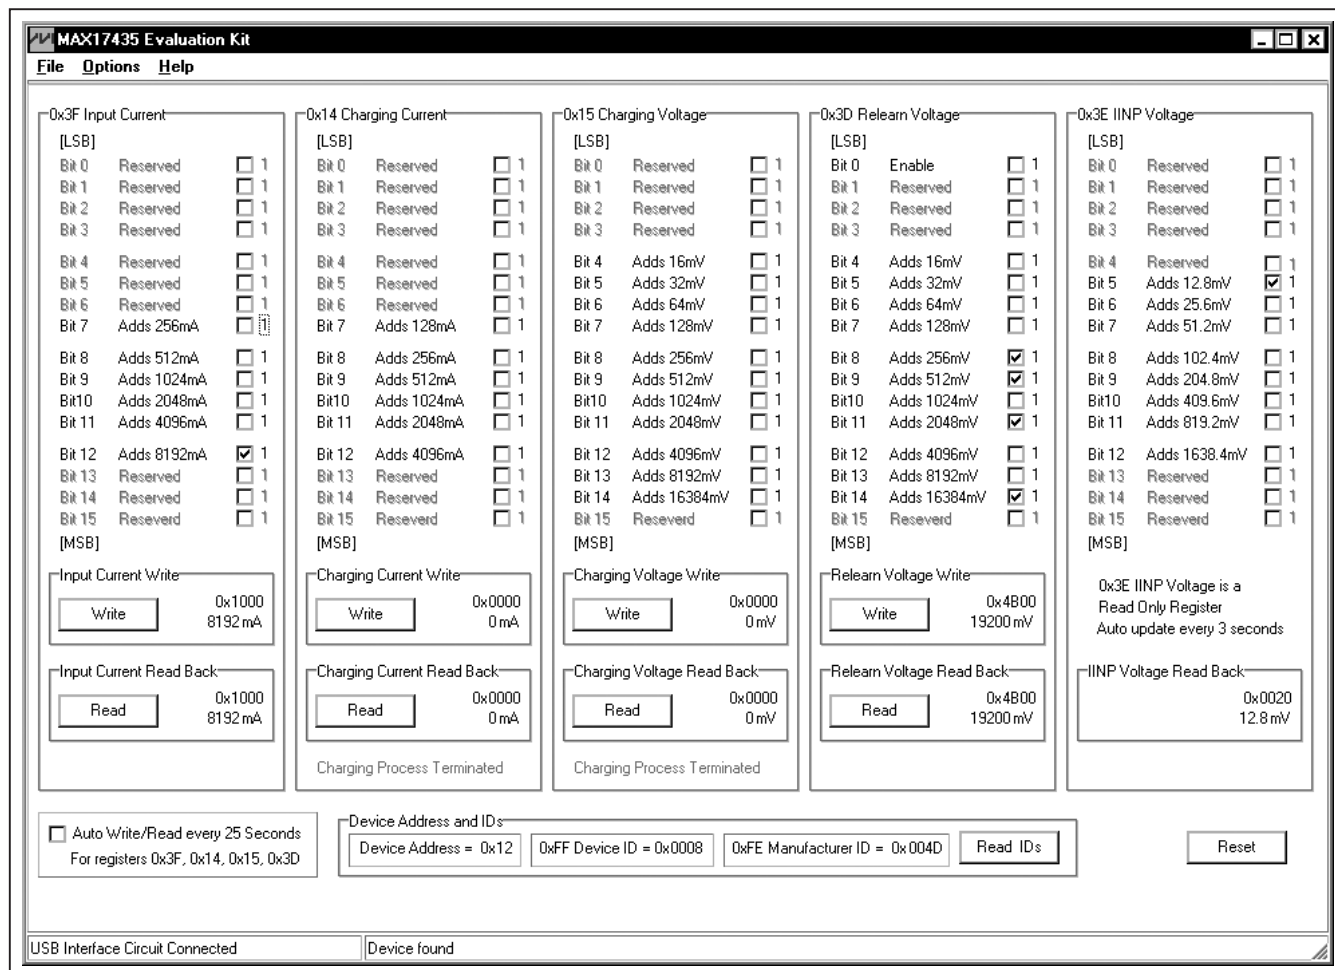 MAX17435 Evaluation Kit
File Options Help
0x3F Input Current
[LSB]
Bit 0 Reserved 1
Bit 1 Reserved 1
Bit 2 Reserved 1
Bit 3 Reserved 1
Bit 4 Reserved 1
Bit 5 Reserved 1
Bit 6 Reserved 1
Bit 7 Adds 256mA 1
Bit 8 Adds 512mA 1
Bit 9 Adds 1024mA 1
Bit10 Adds 2048mA 1
Bit 11 Adds 4096mA 1
Bit 12 Adds 8192mA 1
Bit 13 Reserved 1
Bit 14 Reserved 1
Bit 15 Reseverd 1
[MSB]
Input Current Write
Write
0x1000
8192 mA
Input Current Read Back
Read
0x1000
8192 mA
0x14 Charging Current
[LSB]
Bit 0 Reserved 1
Bit 1 Reserved 1
Bit 2 Reserved 1
Bit 3 Reserved 1
Bit 4 Reserved 1
Bit 5 Reserved 1
Bit 6 Reserved 1
Bit 7 Adds 128mA 1
Bit 8 Adds 256mA 1
Bit 9 Adds 512mA 1
Bit10 Adds 1024mA 1
Bit 11 Adds 2048mA 1
Bit 12 Adds 4096mA 1
Bit 13 Reserved 1
Bit 14 Reserved 1
Bit 15 Reseverd 1
[MSB]
Charging Current Write
Write
0x0000
0 mA
Charging Current Read Back
Read
0x0000
0 mA
Charging Process Terminated
0x15 Charging Voltage
[LSB]
Bit 0 Reserved 1
Bit 1 Reserved 1
Bit 2 Reserved 1
Bit 3 Reserved 1
Bit 4 Adds 16mV 1
Bit 5 Adds 32mV 1
Bit 6 Adds 64mV 1
Bit 7 Adds 128mV 1
Bit 8 Adds 256mV 1
Bit 9 Adds 512mV 1
Bit10 Adds 1024mV 1
Bit 11 Adds 2048mV 1
Bit 12 Adds 4096mV 1
Bit 13 Adds 8192mV 1
Bit 14 Adds 16384mV 1
Bit 15 Reseverd 1
[MSB]
Charging Voltage Write
Write
0x0000
0 mV
Charging Voltage Read Back
Read
0x0000
0 mV
Charging Process Terminated
0x3D Relearn Voltage
[LSB]
Bit 0 Enable 1
Bit 1 Reserved 1
Bit 2 Reserved 1
Bit 3 Reserved 1
Bit 4 Adds 16mV 1
Bit 5 Adds 32mV 1
Bit 6 Adds 64mV 1
Bit 7 Adds 128mV 1
Bit 8 Adds 256mV 1
Bit 9 Adds 512mV 1
Bit10 Adds 1024mV 1
Bit 11 Adds 2048mV 1
Bit 12 Adds 4096mV 1
Bit 13 Adds 8192mV 1
Bit 14 Adds 16384mV 1
Bit 15 Reseverd 1
[MSB]
Relearn Voltage Write
Write
0x4B00
19200 mV
Relearn Voltage Read Back
Read
0x4B00
19200 mV
0x3E IINP Voltage
[LSB]
Bit 0 Reserved 1
Bit 1 Reserved 1
Bit 2 Reserved 1
Bit 3 Reserved 1
Bit 4 Reserved 1
Bit 5 Adds 12.8mV 1
Bit 6 Adds 25.6mV 1
Bit 7 Adds 51.2mV 1
Bit 8 Adds 102.4mV 1
Bit 9 Adds 204.8mV 1
Bit10 Adds 409.6mV 1
Bit 11 Adds 819.2mV 1
Bit 12 Adds 1638.4mV 1
Bit 13 Reserved 1
Bit 14 Reserved 1
Bit 15 Reseverd 1
[MSB]
0x3E IINP Voltage is a
Read Only Register
Auto update every 3 seconds
IINP Voltage Read Back
0x0020
12.8 mV
Auto Write/Read every 25 Seconds
For registers 0x3F, 0x14, 0x15, 0x3D
Device Address and IDs
Device Address = 0x12
0xFF Device ID = 0x0008
0xFE Manufacturer ID = 0x004D
Read IDs
Reset
USB Interface Circuit Connected
Device found